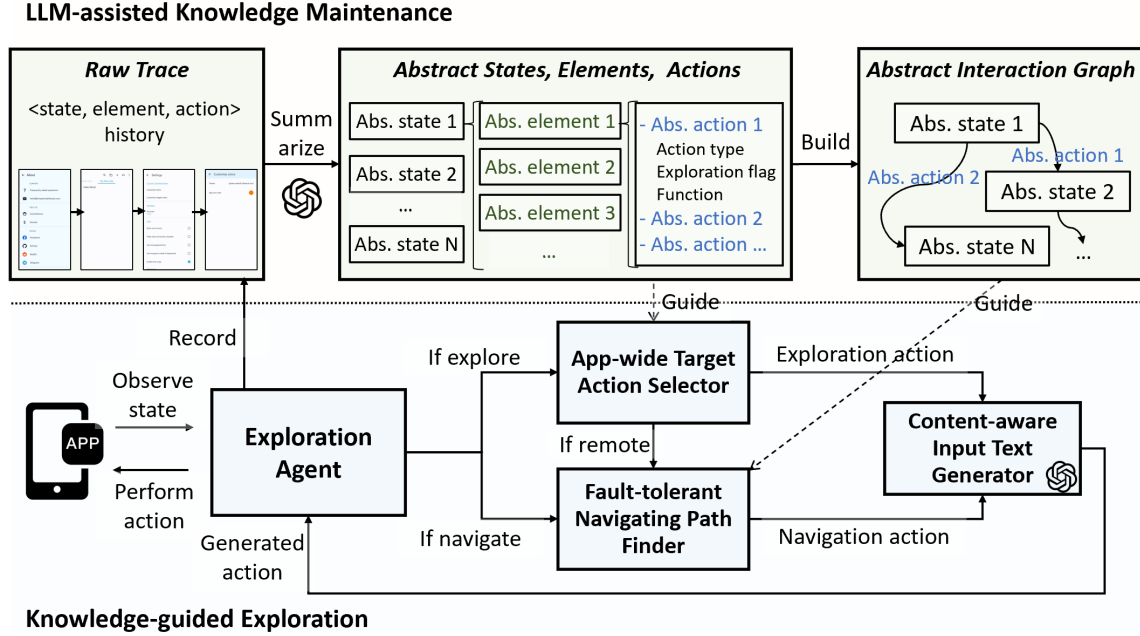 LLM-assisted Knowledge Maintenance
Raw Trace
<state, element, action>
history
Summ
arize
Abstract States, Elements, Actions
Abs. state 1
Abs. state 2
...
Abs. state N
Abs. element 1
Abs. element 2
Abs. element 3
...
- Abs. action 1
Action type
Exploration flag
Function
- Abs. action 2
- Abs. action ...
Build
Abstract Interaction Graph
Abs. state 1
Abs. action 1
Abs. action 2
Abs. state 2
Abs. state N
...
Guide
Guide
Record
Observe
state
APP
Perform
action
Exploration
Agent
Generated
action
If explore
If navigate
App-wide Target
Action Selector
If remote
Fault-tolerant
Navigating Path
Finder
Exploration action
Navigation action
Content-aware
Input Text
Generator
Knowledge-guided Exploration